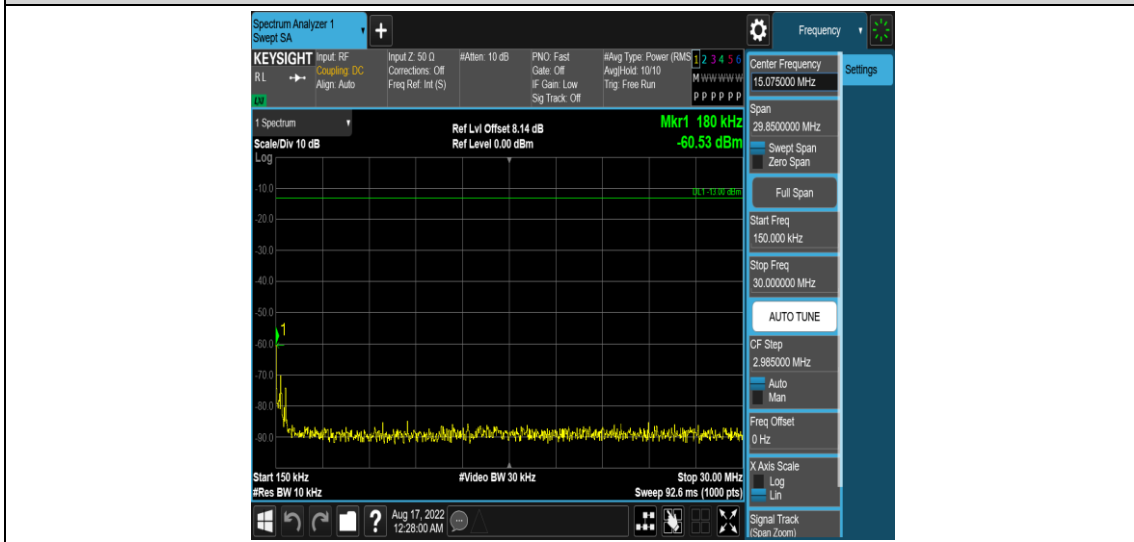 Spectrum Analyzer 1
Swept SA
+
Frequency
KEYSIGHT
RL
LXI
Input: RF
Coupling: DC
Align: Auto
Input Z: 50 Ω
Corrections: Off
Freq Ref: Int (S)
#Atten: 10 dB
PNO: Fast
Gate: Off
IF Gain: Low
Sig Track: Off
#Avg Type: Power (RMS
Avg|Hold: 10/10
Trig: Free Run
1 2 3 4 5 6
M W W W W W
P P P P P P
1 Spectrum
Scale/Div 10 dB
Log
Ref Lvl Offset 8.14 dB
Ref Level 0.00 dBm
Mkr1 180 kHz
-60.53 dBm
DL1 -13.00 dBm
-10.0
-20.0
-30.0
-40.0
-50.0
-60.0
-70.0
-80.0
-90.0
1
Start 150 kHz
#Res BW 10 kHz
#Video BW 30 kHz
Stop 30.00 MHz
Sweep 92.6 ms (1000 pts)
?
Aug 17, 2022
12:28:00 AM
Center Frequency
15.075000 MHz
Settings
Span
29.8500000 MHz
Swept Span
Zero Span
Full Span
Start Freq
150.000 kHz
Stop Freq
30.000000 MHz
AUTO TUNE
CF Step
2.985000 MHz
Auto
Man
Freq Offset
0 Hz
X Axis Scale
Log
Lin
Signal Track
(Span Zoom)